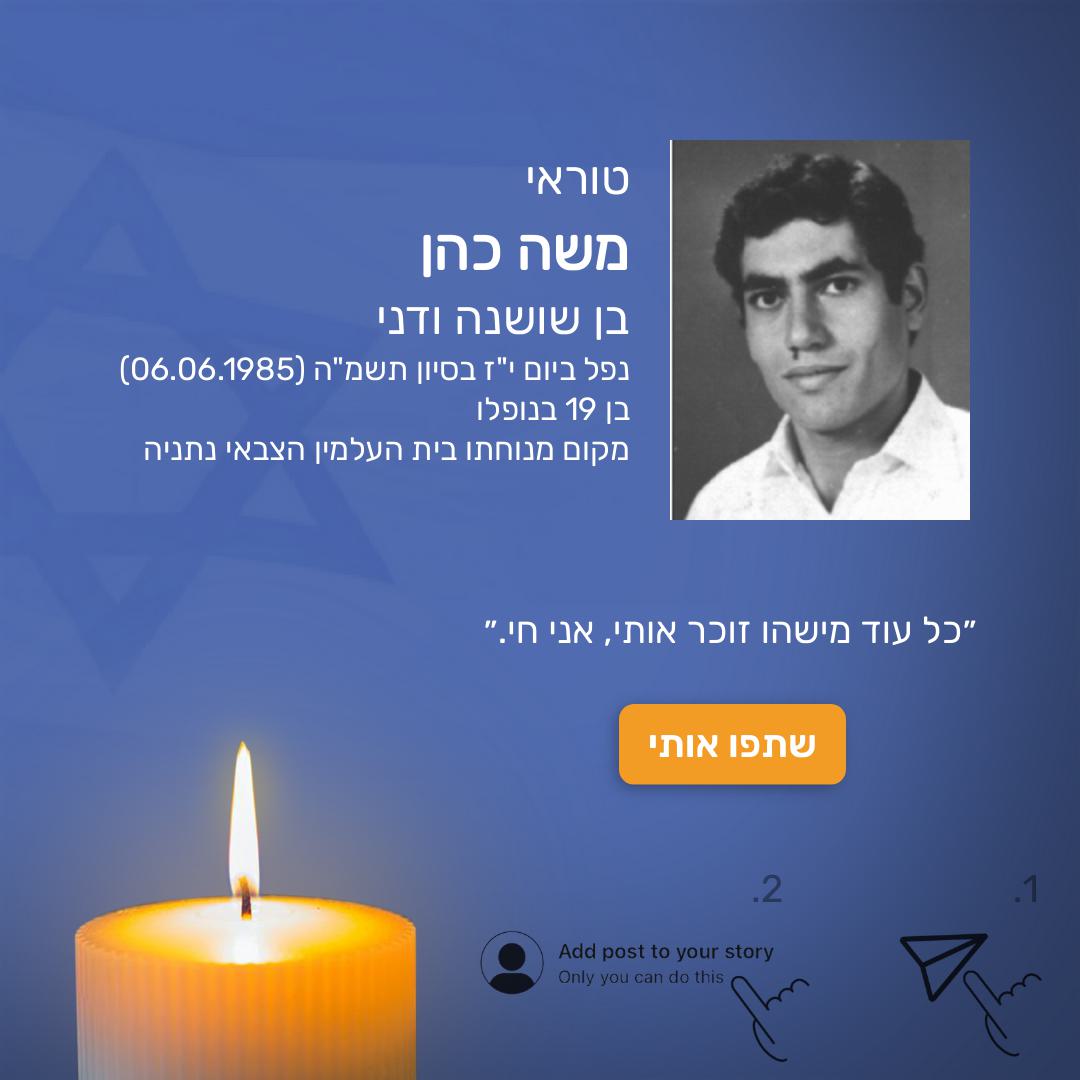 טוראי
משה כהן
בן שושנה ודני
נפל ביום י"ז בסיון תשמ"ה (06.06.1985)
בן 19 בנופלו
מקום מנוחתו בית העלמין הצבאי נתניה
״כל עוד מישהו זוכר אותי, אני חי.״
שתפו אותי
1.
2.
Add post to your story
Only you can do this